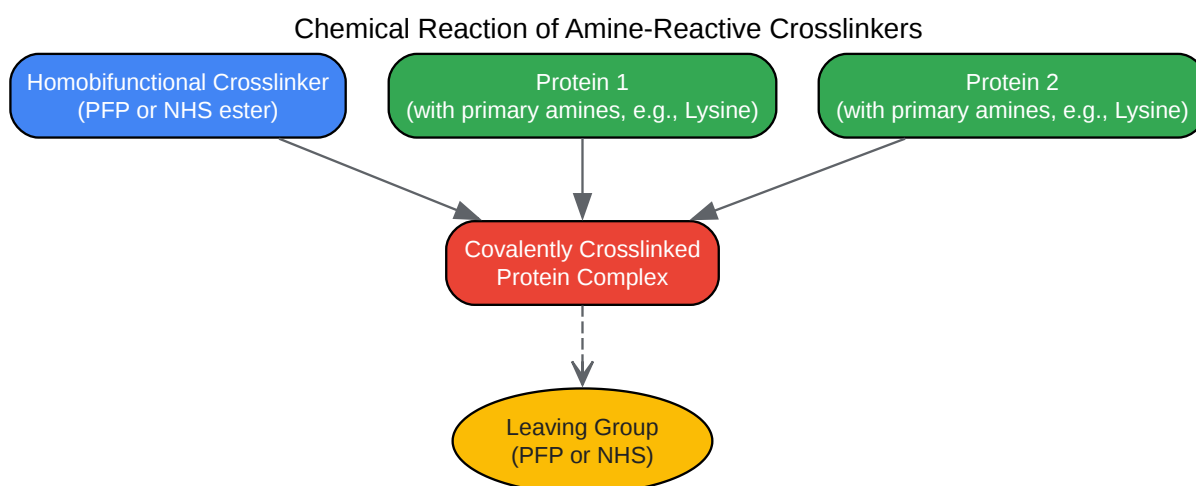 Chemical Reaction of Amine-Reactive Crosslinkers
Homobifunctional Crosslinker
(PFP or NHS ester)
Protein 1
(with primary amines, e.g., Lysine)
Protein 2
(with primary amines, e.g., Lysine)
Covalently Crosslinked
Protein Complex
Leaving Group
(PFP or NHS)